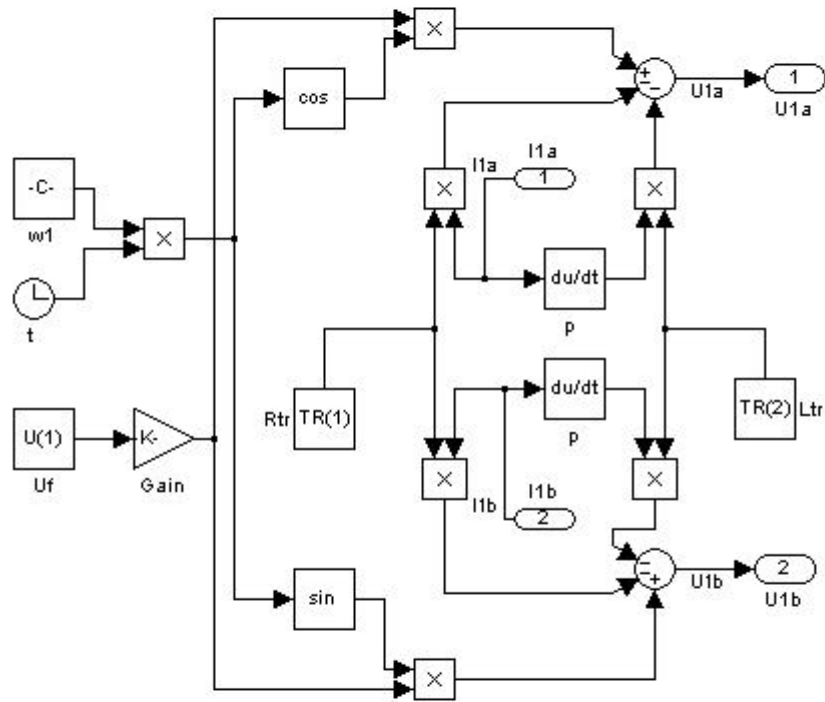 cos
+
−
−
U1a
1
U1a
I1a
I1a
1
-C-
w1
t
du/dt
p
Rtr
TR(1)
du/dt
p
TR(2)
Ltr
U(1)
Uf
K-
Gain
I1b
I1b
2
sin
−
−
+
U1b
2
U1b